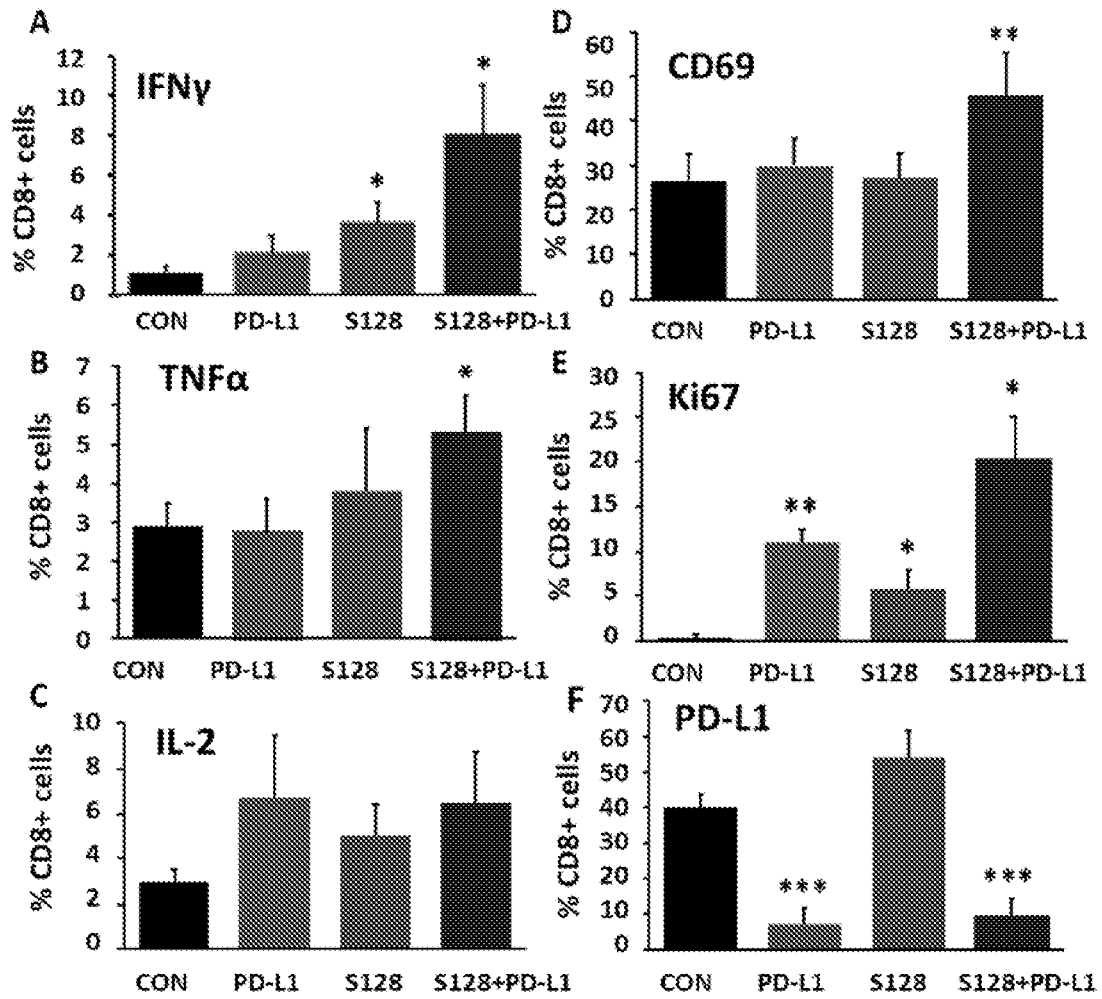 A
IFNγ
*
*
12
10
8
6
4
2
0
% CD8+ cells
CON PD-L1 S128 S128+PD-L1
B
TNFα
*
7
6
5
4
3
2
1
0
% CD8+ cells
CON PD-L1 S128 S128+PD-L1
C
IL-2
10
8
6
4
2
0
% CD8+ cells
CON PD-L1 S128 S128+PD-L1
D
CD69
**
60
50
40
30
20
10
0
% CD8+ cells
CON PD-L1 S128 S128+PD-L1
E
Ki67
**
*
*
30
25
20
15
10
5
0
% CD8+ cells
CON PD-L1 S128 S128+PD-L1
F
PD-L1
***
***
70
60
50
40
30
20
10
0
% CD8+ cells
CON PD-L1 S128 S128+PD-L1